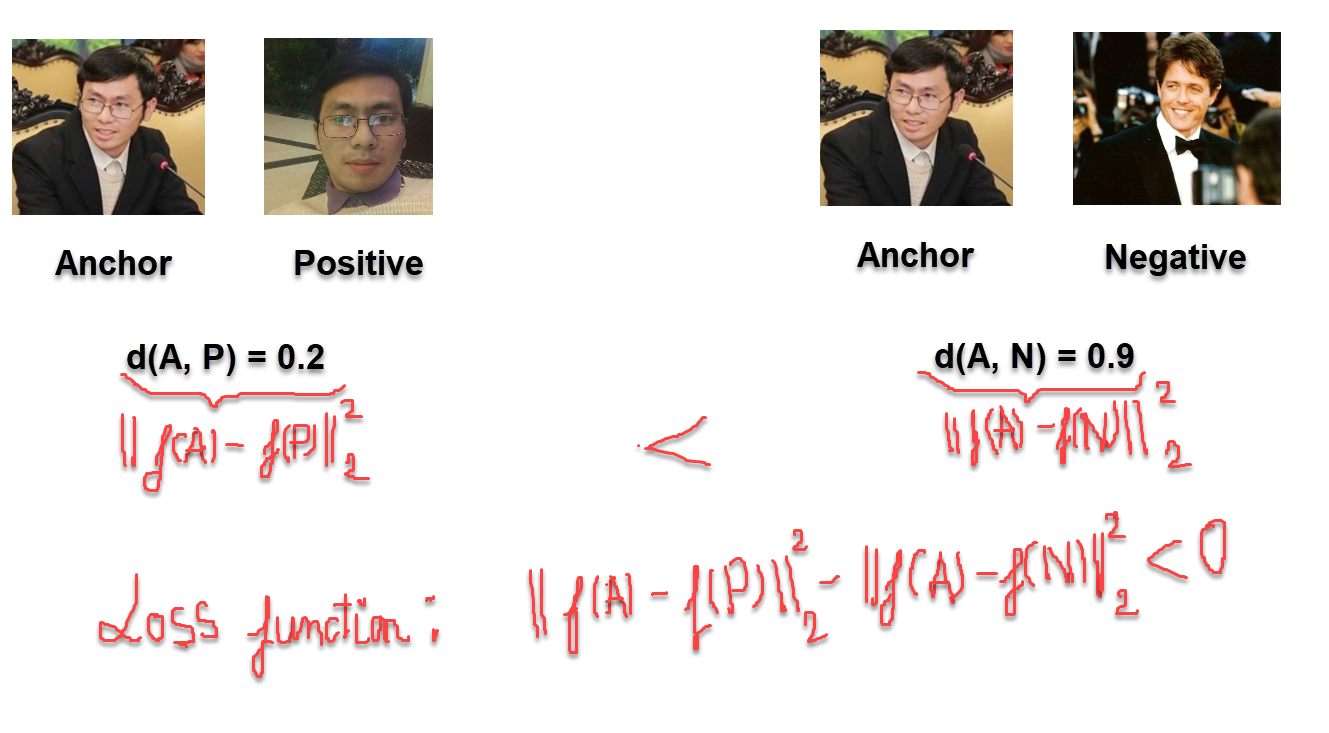 Anchor Positive Anchor Negative
d(A, P) = 0.2 d(A, N) = 0.9
||f(A) - f(P)||₂² < ||f(A) - f(N)||₂²
Loss function: ||f(A) - f(P)||₂² - ||f(A) - f(N)||₂² < 0